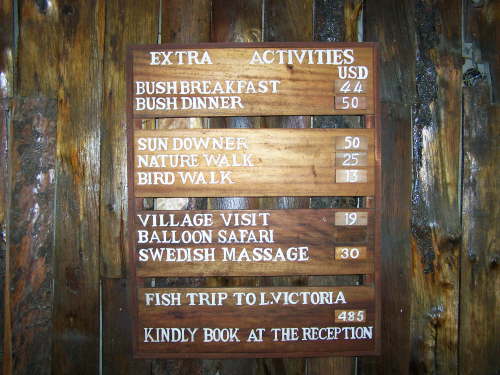 EXTRA ACTIVITIES
USD
BUSH BREAKFAST 44
BUSH DINNER 50
SUN DOWNER 50
NATURE WALK 25
BIRD WALK 13
VILLAGE VISIT 19
BALLOON SAFARI
SWEDISH MASSAGE 30
FISH TRIP TO L.VICTORIA
485
KINDLY BOOK AT THE RECEPTION